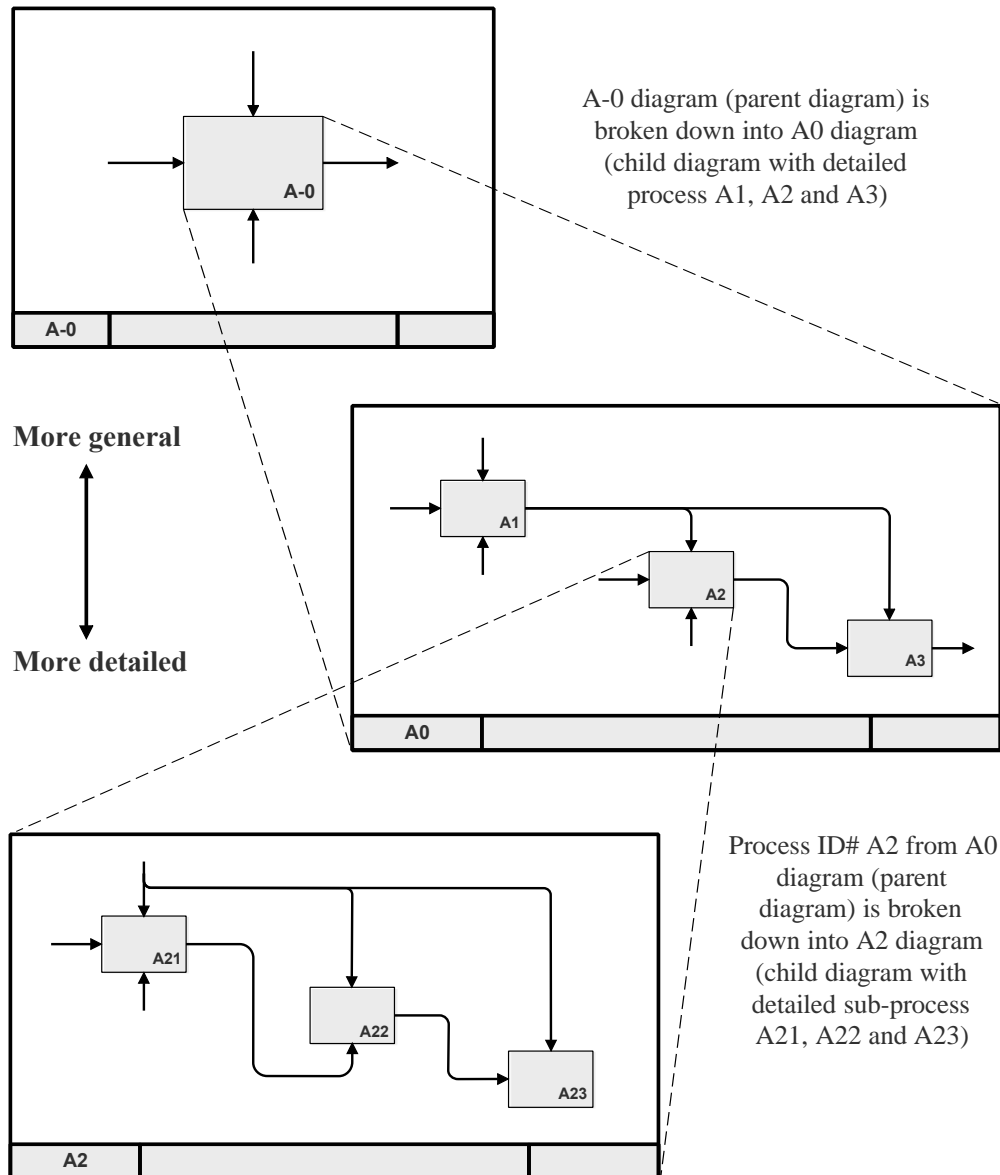 A-0 diagram (parent diagram) is
broken down into A0 diagram
(child diagram with detailed
process A1, A2 and A3)
A-0
A-0
More general
More detailed
A1
A2
A3
A0
Process ID# A2 from A0
diagram (parent
diagram) is broken
down into A2 diagram
(child diagram with
detailed sub-process
A21, A22 and A23)
A21
A22
A23
A2